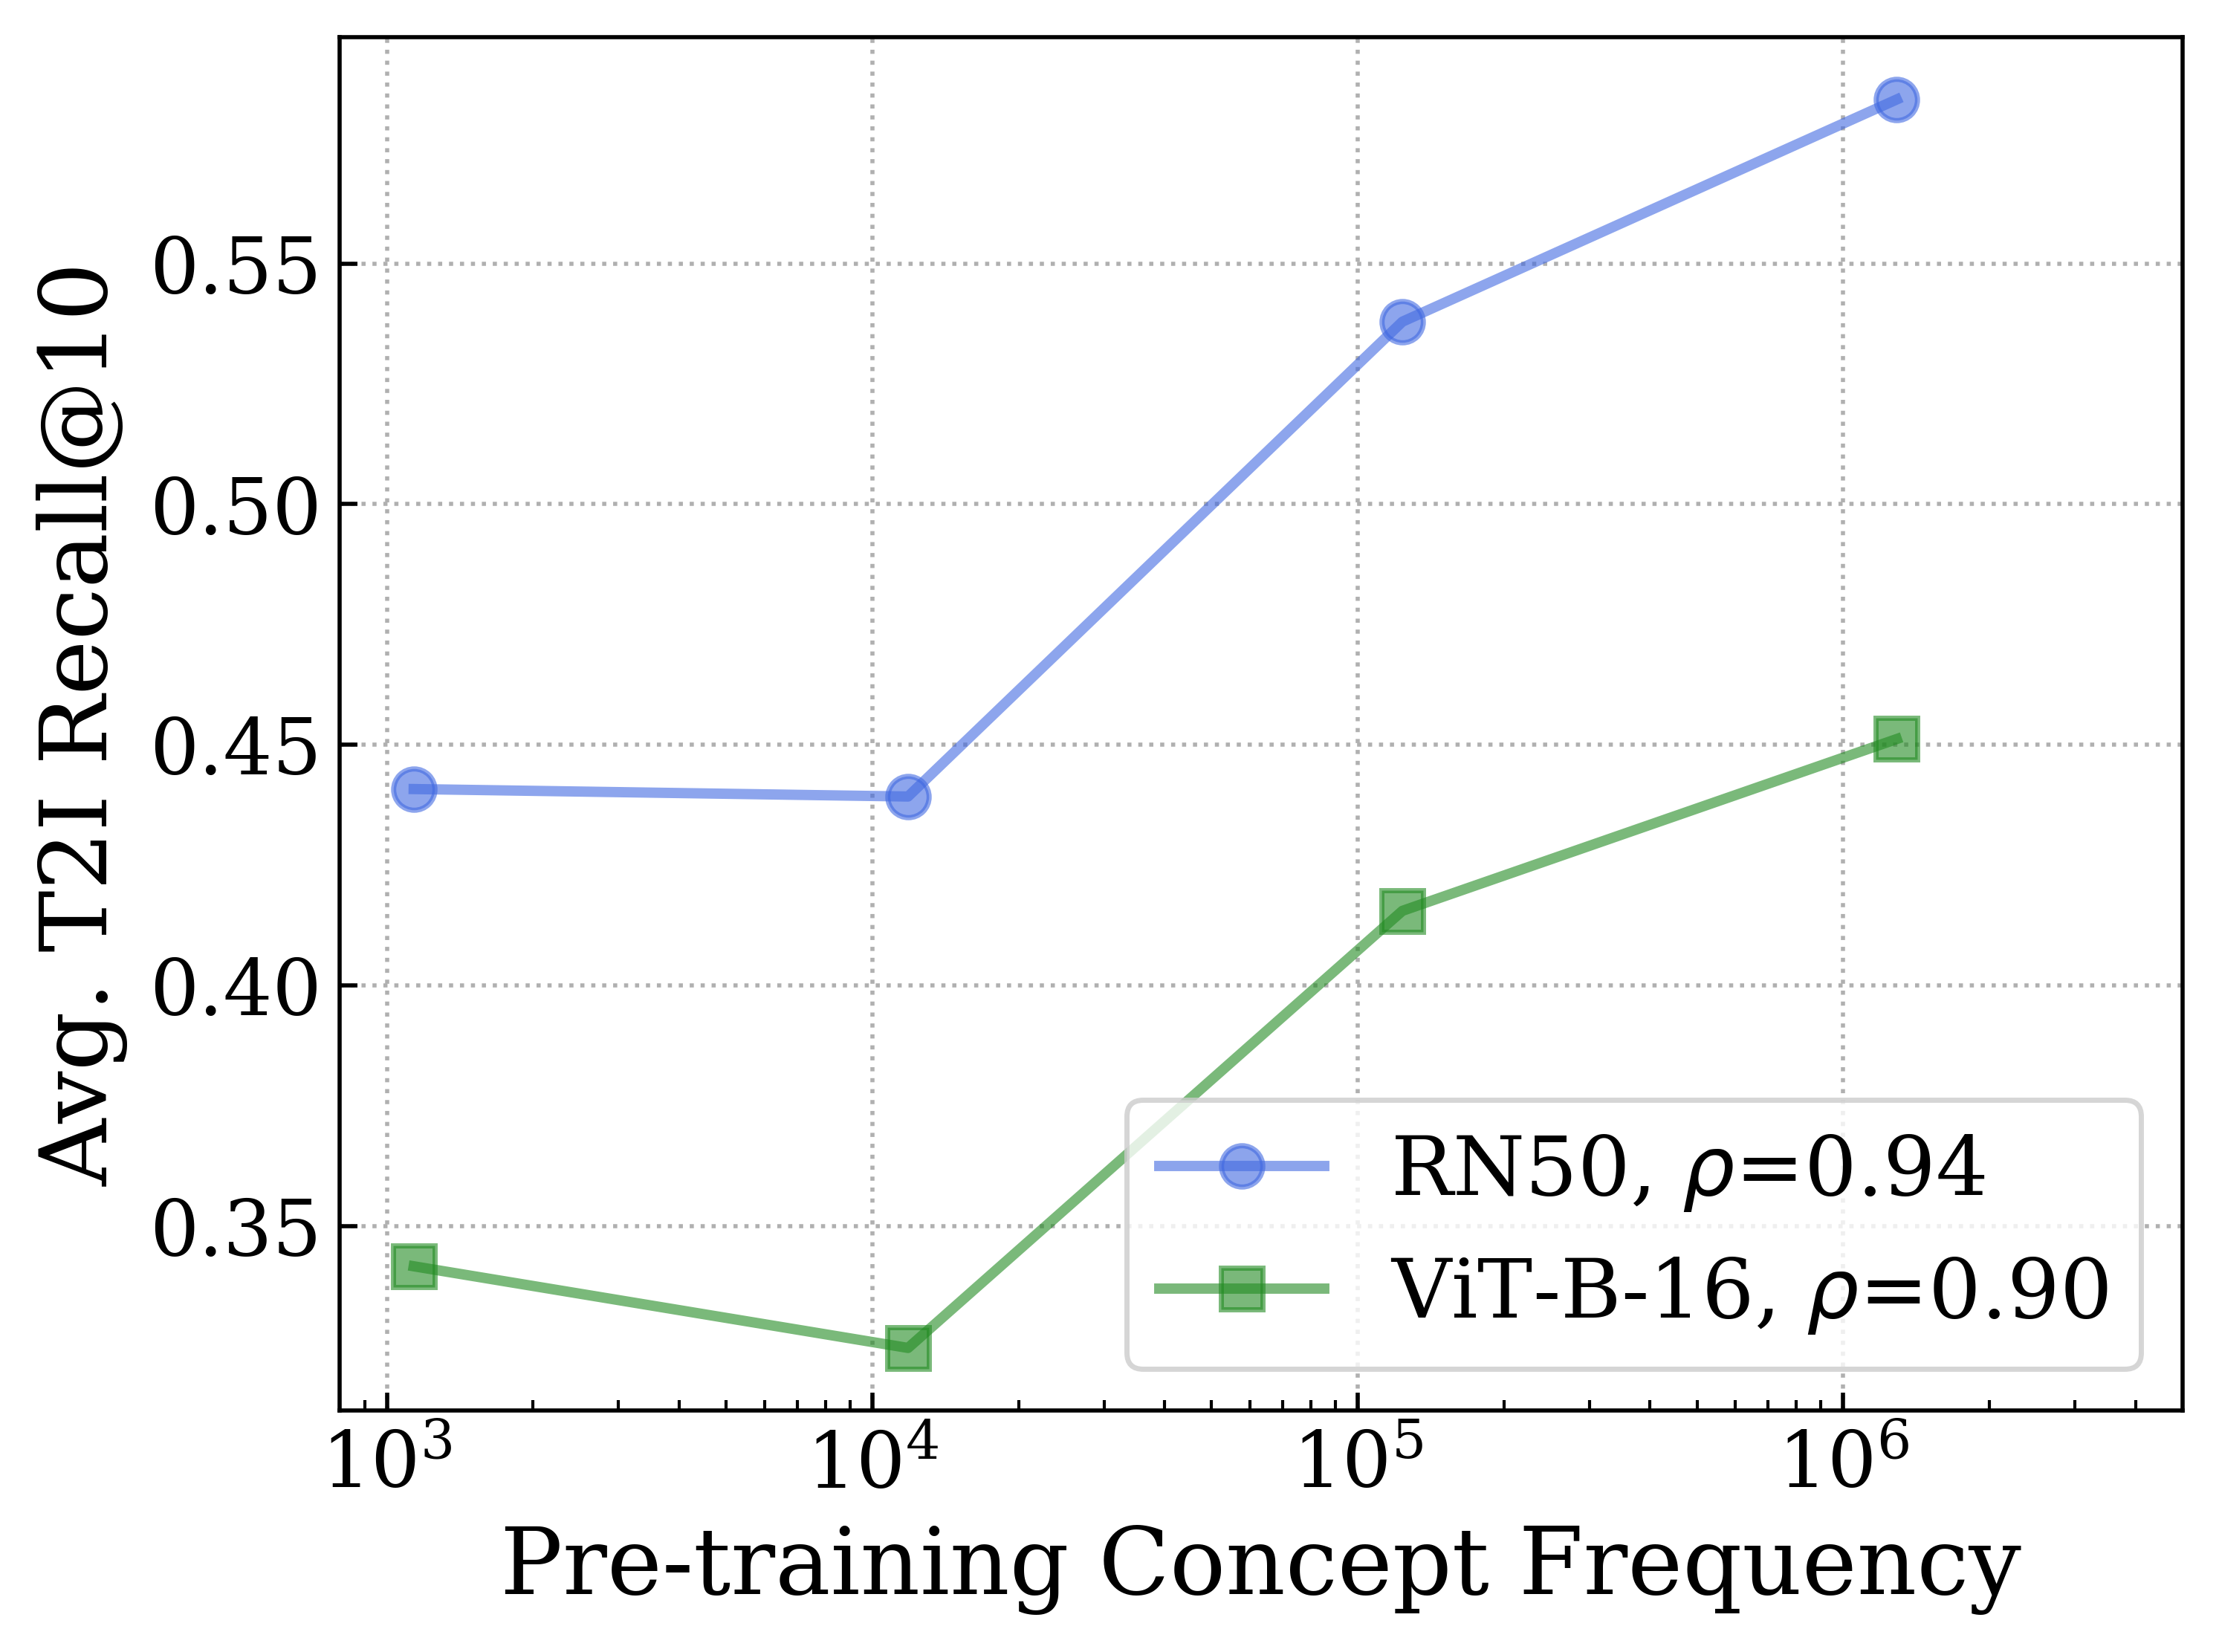 Avg. T2I Recall@10
0.55
0.50
0.45
0.40
0.35
RN50, ρ=0.94
ViT-B-16, ρ=0.90
10³ 10⁴ 10⁵ 10⁶
Pre-training Concept Frequency